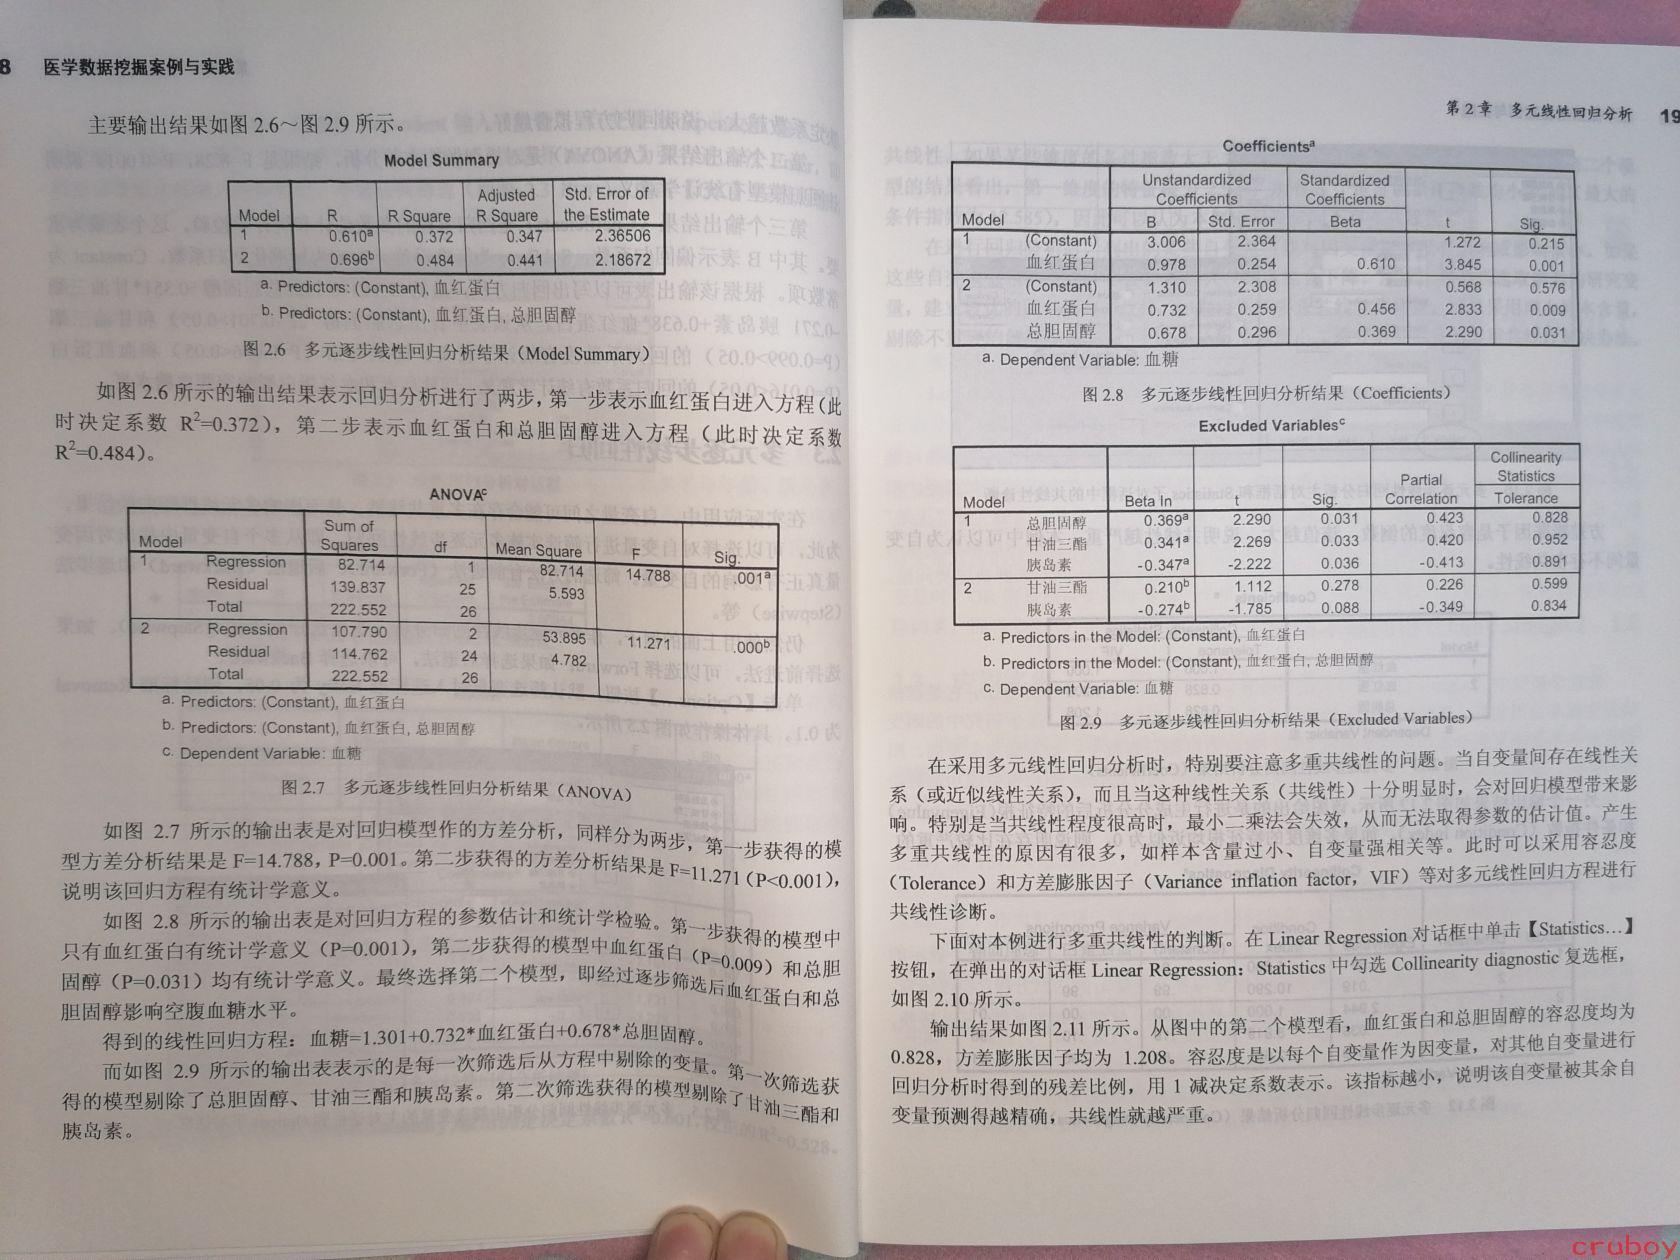 8 医学数据挖掘案例与实践
主要输出结果如图 2.6～图 2.9 所示。
Model Summary
Model R R Square Adjusted R Square Std. Error of the Estimate
1 0.610a 0.372 0.347 2.36506
2 0.696b 0.484 0.441 2.18672
a. Predictors: (Constant), 血红蛋白
b. Predictors: (Constant), 血红蛋白, 总胆固醇
图 2.6 多元逐步线性回归分析结果（Model Summary）
如图 2.6 所示的输出结果表示回归分析进行了两步，第一步表示血红蛋白进入方程（此
时决定系数 R²=0.372），第二步表示血红蛋白和总胆固醇进入方程（此时决定系数
R²=0.484）。
ANOVAc
Model Sum of Squares df Mean Square F Sig.
1 Regression 82.714 1 82.714 14.788 .001a
Residual 139.837 25 5.593
Total 222.552 26
2 Regression 107.790 2 53.895 11.271 .000b
Residual 114.762 24 4.782
Total 222.552 26
a. Predictors: (Constant), 血红蛋白
b. Predictors: (Constant), 血红蛋白, 总胆固醇
c. Dependent Variable: 血糖
图 2.7 多元逐步线性回归分析结果（ANOVA）
如图 2.7 所示的输出表是对回归模型作的方差分析，同样分为两步，第一步获得的模
型方差分析结果是 F=14.788，P=0.001。第二步获得的方差分析结果是 F=11.271（P<0.001），
说明该回归方程有统计学意义。
如图 2.8 所示的输出表是对回归方程的参数估计和统计学检验。第一步获得的模型中
只有血红蛋白有统计学意义（P=0.001），第二步获得的模型中血红蛋白（P=0.009）和总胆
固醇（P=0.031）均有统计学意义。最终选择第二个模型，即经过逐步筛选后血红蛋白和总
胆固醇影响空腹血糖水平。
得到的线性回归方程：血糖=1.301+0.732*血红蛋白+0.678*总胆固醇。
而如图 2.9 所示的输出表表示的是每一次筛选后从方程中剔除的变量。第一次筛选获
得的模型剔除了总胆固醇、甘油三酯和胰岛素。第二次筛选获得的模型剔除了甘油三酯和
胰岛素。
第 2 章 多元线性回归分析 19
Coefficientsa
Model Unstandardized Coefficients Standardized Coefficients t Sig.
B Std. Error Beta
1 (Constant) 3.006 2.364 1.272 0.215
血红蛋白 0.978 0.254 0.610 3.845 0.001
2 (Constant) 1.310 2.308 0.568 0.576
血红蛋白 0.732 0.259 0.456 2.833 0.009
总胆固醇 0.678 0.296 0.369 2.290 0.031
a. Dependent Variable: 血糖
图 2.8 多元逐步线性回归分析结果（Coefficients）
Excluded Variablesc
Model Beta In t Sig. Partial Correlation Collinearity Statistics
Tolerance
1 总胆固醇 0.369a 2.290 0.031 0.423 0.828
甘油三酯 0.341a 2.269 0.033 0.420 0.952
胰岛素 -0.347a -2.222 0.036 -0.413 0.891
2 甘油三酯 0.210b 1.112 0.278 0.226 0.599
胰岛素 -0.274b -1.785 0.088 -0.349 0.834
a. Predictors in the Model: (Constant), 血红蛋白
b. Predictors in the Model: (Constant), 血红蛋白, 总胆固醇
c. Dependent Variable: 血糖
图 2.9 多元逐步线性回归分析结果（Excluded Variables）
在采用多元线性回归分析时，特别要注意多重共线性的问题。当自变量间存在线性关
系（或近似线性关系），而且当这种线性关系（共线性）十分明显时，会对回归模型带来影
响。特别是当共线性程度很高时，最小二乘法会失效，从而无法取得参数的估计值。产生
多重共线性的原因有很多，如样本含量过小、自变量强相关等。此时可以采用容忍度
（Tolerance）和方差膨胀因子（Variance inflation factor，VIF）等对多元线性回归方程进行
共线性诊断。
下面对本例进行多重共线性的判断。在 Linear Regression 对话框中单击【Statistics…】
按钮，在弹出的对话框 Linear Regression：Statistics 中勾选 Collinearity diagnostic 复选框，
如图 2.10 所示。
输出结果如图 2.11 所示。从图中的第二个模型看，血红蛋白和总胆固醇的容忍度均为
0.828，方差膨胀因子均为 1.208。容忍度是以每个自变量作为因变量，对其他自变量进行
回归分析时得到的残差比例，用 1 减决定系数表示。该指标越小，说明该自变量被其余自
变量预测得越精确，共线性就越严重。
cruboy